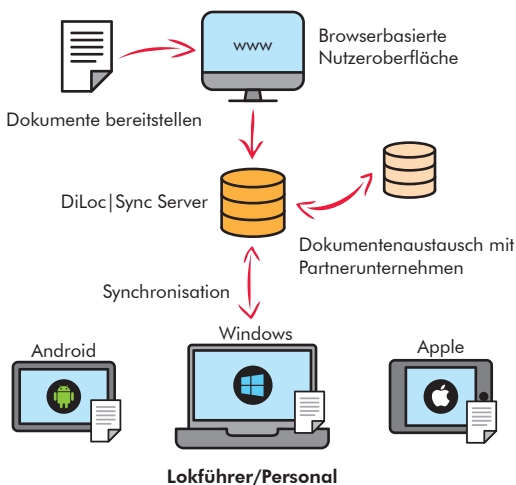 www
Browserbasierte
Nutzeroberfläche
Dokumente bereitstellen
DiLoc|Sync Server
Dokumentenaustausch mit
Partnerunternehmen
Synchronisation
Android
Windows
Apple
Lokführer/Personal